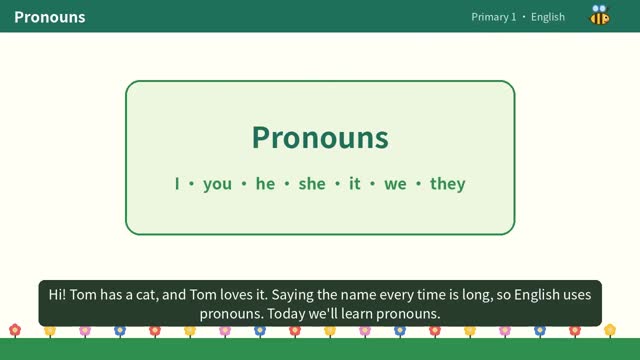 Pronouns
Primary 1 • English
Pronouns
I • you • he • she • it • we • they
Hi! Tom has a cat, and Tom loves it. Saying the name every time is long, so English uses
pronouns. Today we'll learn pronouns.